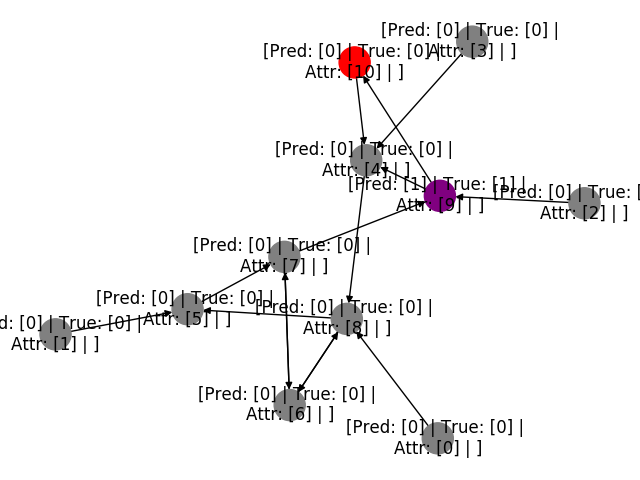 [Pred: [0] | True: [0] |
Attr: [3] | ]
[Pred: [0] | True: [0] |
Attr: [10] | ]
[Pred: [0] | True: [0] |
Attr: [4] | ]
[Pred: [1] | True: [1] |
Attr: [9] | ]
[Pred: [0] | True: [
Attr: [2] | ]
[Pred: [0] | True: [0] |
Attr: [7] | ]
[Pred: [0] | True: [0] |
Attr: [5] | ]
[Pred: [0] | True: [0] |
Attr: [8] | ]
d: [0] | True: [0] |
Attr: [1] | ]
[Pred: [0] | True: [0] |
Attr: [6] | ]
[Pred: [0] | True: [0] |
Attr: [0] | ]